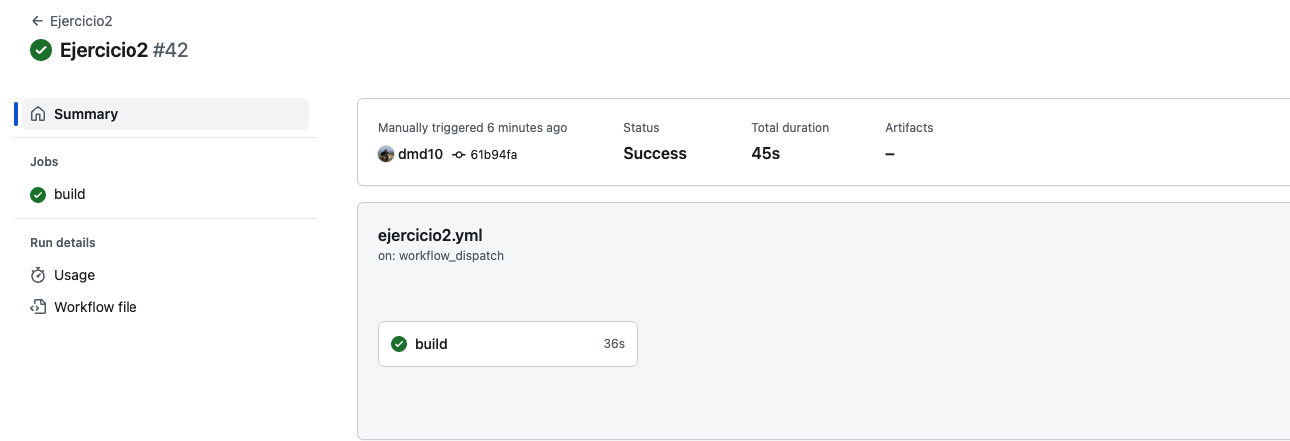 Ejercicio2
Ejercicio2 #42
Summary
Jobs
build
Run details
Usage
Workflow file
Manually triggered 6 minutes ago
dmd10 61b94fa
Status
Success
Total duration
45s
Artifacts
–
ejercicio2.yml
on: workflow_dispatch
build 36s